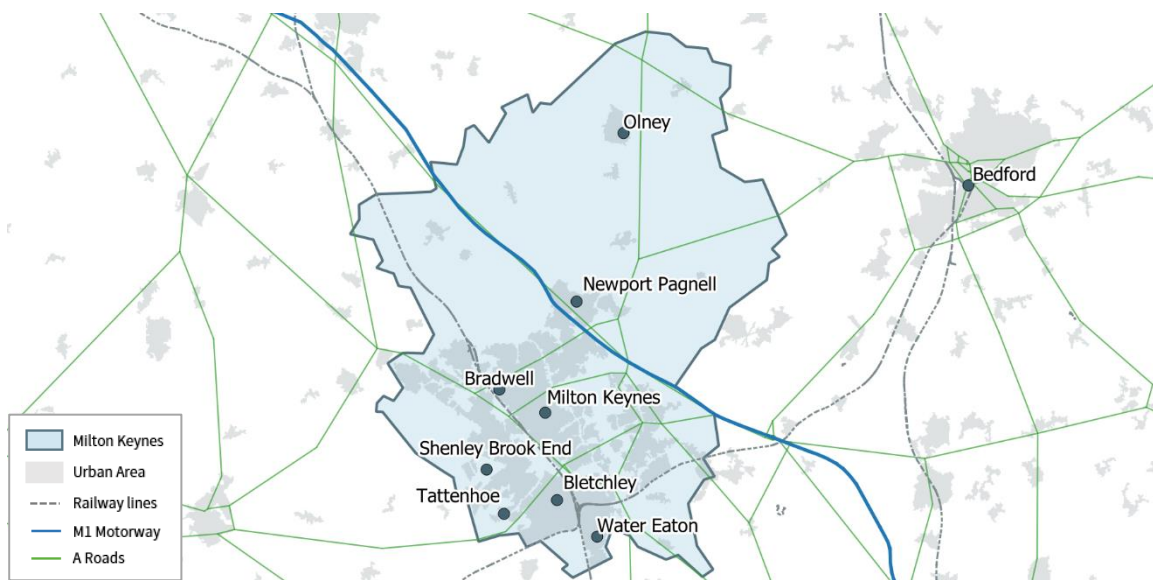 Olney
Bedford
Newport Pagnell
Bradwell
Milton Keynes
Shenley Brook End
Tattenhoe
Bletchley
Water Eaton
Milton Keynes
Urban Area
Railway lines
M1 Motorway
A Roads